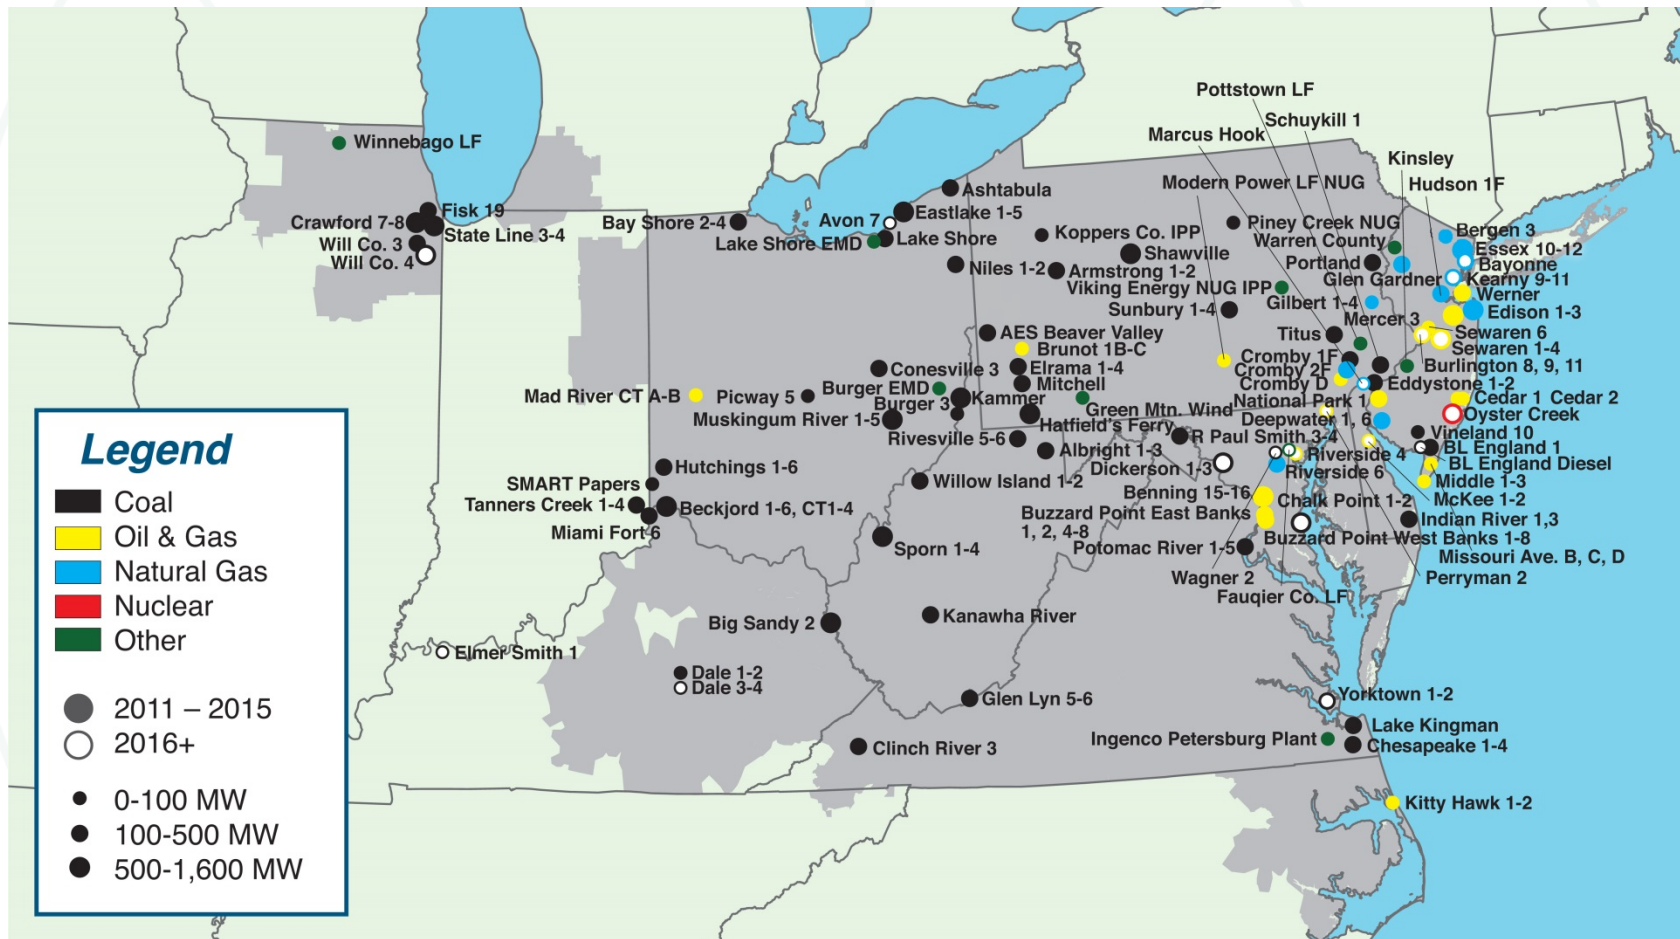 Pottstown LF
Schuykill 1
Marcus Hook
Kinsley
Winnebago LF
Modern Power LF NUG
Hudson 1F
Ashtabula
Fisk 19
Crawford 7-8
State Line 3-4
Will Co. 3
Will Co. 4
Bay Shore 2-4
Avon 7
Eastlake 1-5
Lake Shore EMD
Lake Shore
Koppers Co. IPP
Piney Creek NUG
Bergen 3
Warren County
Essex 10-12
Shawville
Portland
Bayonne
Niles 1-2
Armstrong 1-2
Glen Gardner
Kearny 9-11
Viking Energy NUG IPP
Werner
Sunbury 1-4
Gilbert 1-4
Edison 1-3
Mercer 3
AES Beaver Valley
Titus
Sewaren 6
Brunot 1B-C
Sewaren 1-4
Conesville 3
Elrama 1-4
Cromby 1F
Burlington 8, 9, 11
Cromby 2F
Mitchell
Cromby D
Eddystone 1-2
Mad River CT A-B
Picway 5
Burger EMD
Burger 3
Kammer
National Park 1
Cedar 1
Cedar 2
Green Mtn. Wind
Muskingum River 1-5
Hatfield's Ferry
Deepwater 1, 6
Oyster Creek
Rivesville 5-6
R Paul Smith 3-4
Vineland 10
Albright 1-3
Riverside 4
BL England 1
Dickerson 1-3
Riverside 6
BL England Diesel
Hutchings 1-6
Willow Island 1-2
Middle 1-3
SMART Papers
Benning 15-16
Chalk Point 1-2
McKee 1-2
Tanners Creek 1-4
Beckjord 1-6, CT1-4
Buzzard Point East Banks
1, 2, 4-8
Indian River 1,3
Miami Fort 6
Buzzard Point West Banks 1-8
Sporn 1-4
Potomac River 1-5
Missouri Ave. B, C, D
Wagner 2
Perryman 2
Fauqier Co. LF
Big Sandy 2
Kanawha River
Elmer Smith 1
Dale 1-2
Dale 3-4
Glen Lyn 5-6
Yorktown 1-2
Lake Kingman
Ingenco Petersburg Plant
Chesapeake 1-4
Clinch River 3
Kitty Hawk 1-2
Legend
Coal
Oil & Gas
Natural Gas
Nuclear
Other
2011 – 2015
2016+
0-100 MW
100-500 MW
500-1,600 MW